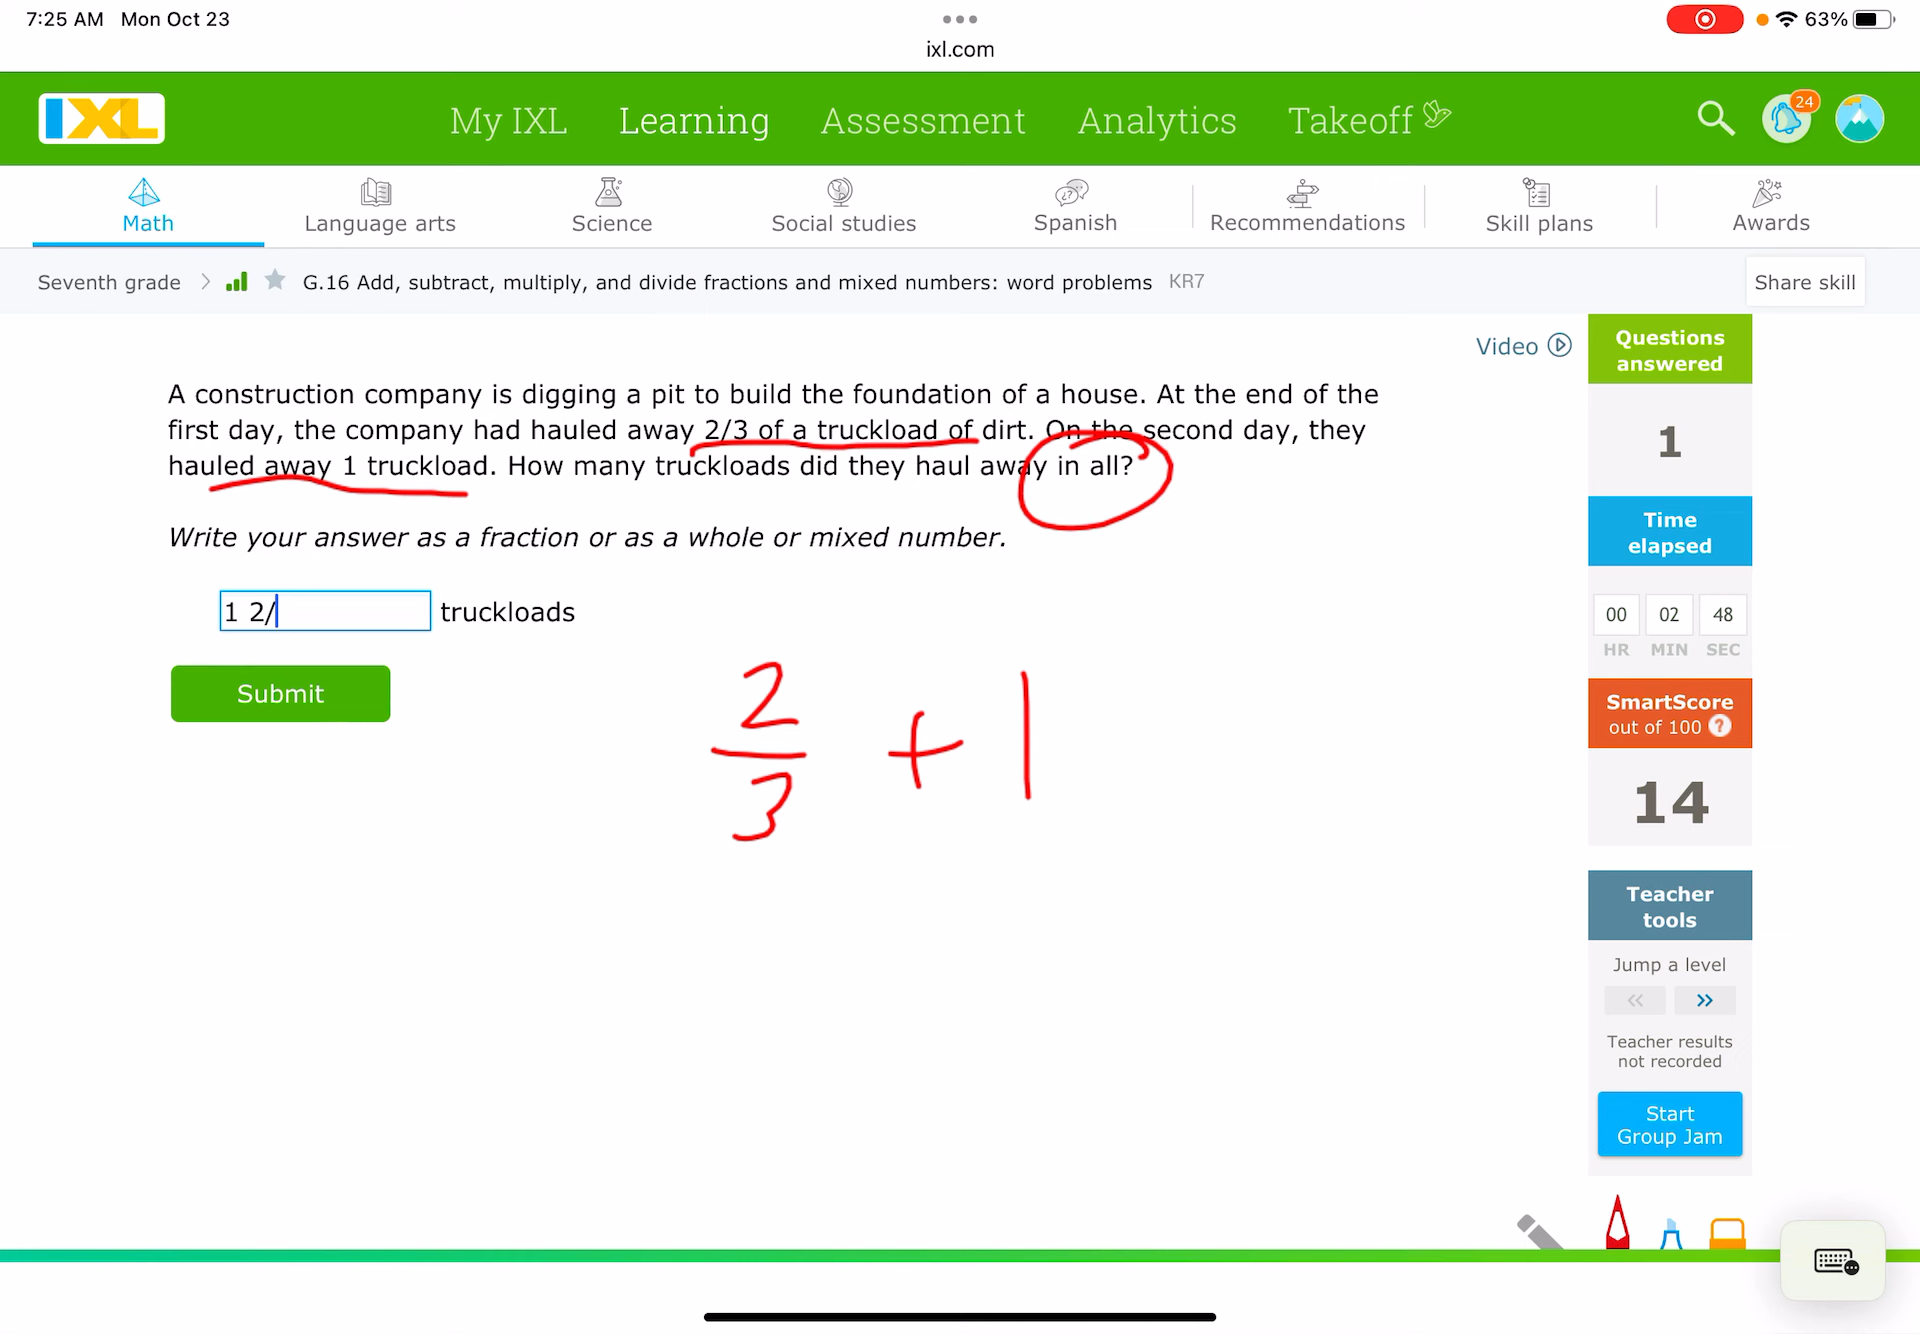 7:25 AM Mon Oct 23
63%
ixl.com
IXL
My IXL Learning Assessment Analytics Takeoff
24
Math Language arts Science Social studies Spanish Recommendations Skill plans Awards
Seventh grade G.16 Add, subtract, multiply, and divide fractions and mixed numbers: word problems KR7
Share skill
Video
A construction company is digging a pit to build the foundation of a house. At the end of the
first day, the company had hauled away 2/3 of a truckload of dirt. On the second day, they
hauled away 1 truckload. How many truckloads did they haul away in all?
Write your answer as a fraction or as a whole or mixed number.
1 2/ truckloads
Submit
2/3 + 1
Questions
answered
1
Time
elapsed
00 02 48
HR MIN SEC
SmartScore
out of 100 ?
14
Teacher
tools
Jump a level
<< >>
Teacher results
not recorded
Start
Group Jam